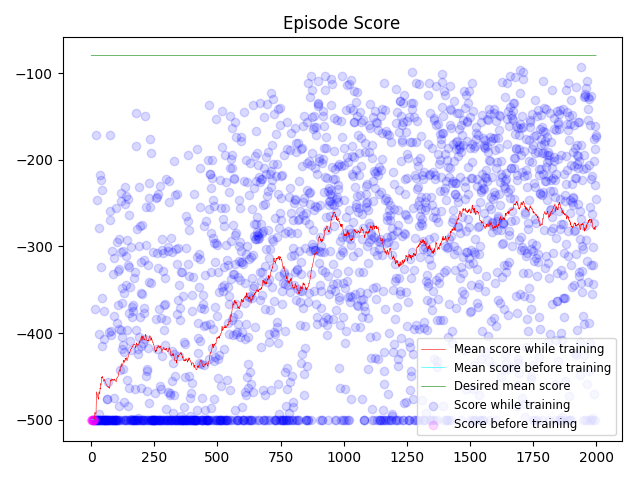 Episode Score
−100
−200
−300
−400
−500
0
250
500
750
1000
1250
1500
1750
2000
Mean score while training
Mean score before training
Desired mean score
Score while training
Score before training